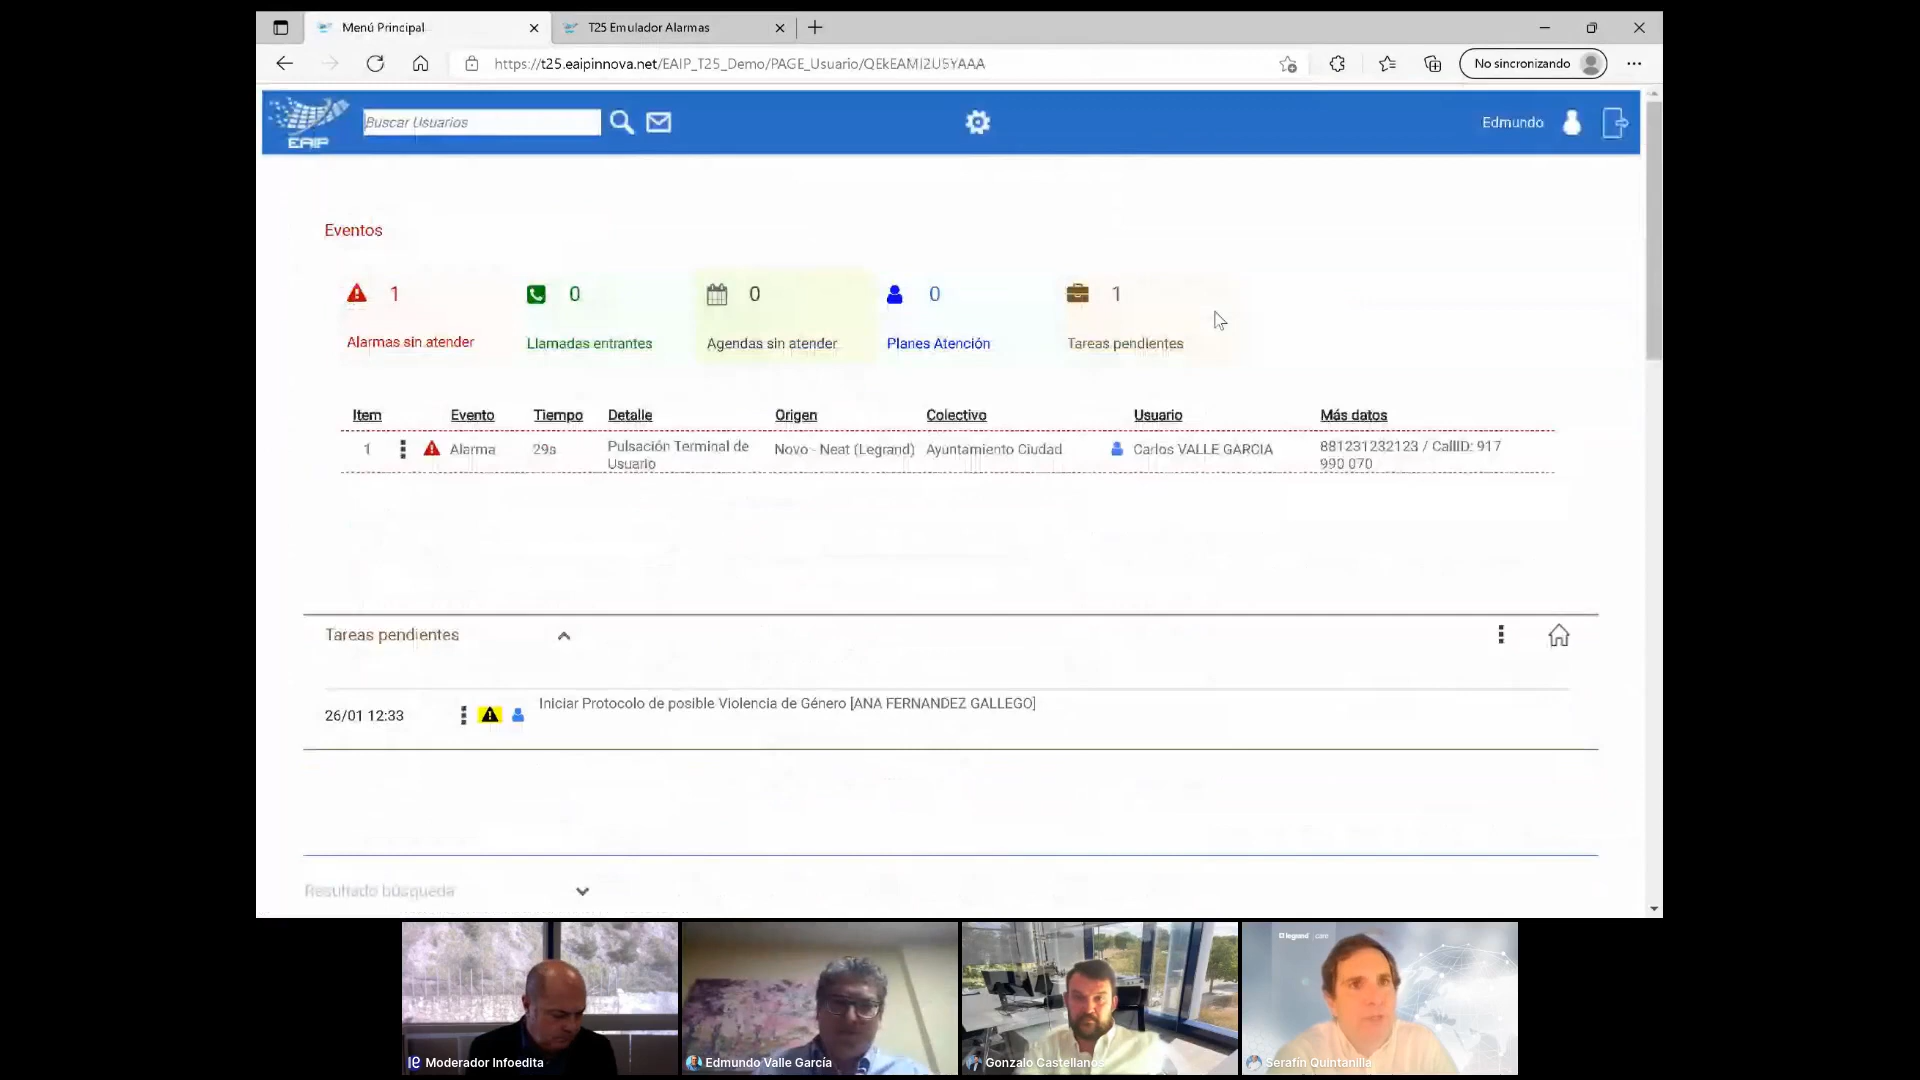 Menú Principal
T25 Emulador Alarmas
https://t25.eaipinnova.net/EAIP_T25_Demo/PAGE_Usuario/QEkEAMI2U5YAAA
No sincronizando
EAIP
Buscar Usuarios
Edmundo
Eventos
1
0
0
0
1
Alarmas sin atender
Llamadas entrantes
Agendas sin atender
Planes Atención
Tareas pendientes
Item Evento Tiempo Detalle Origen Colectivo Usuario Más datos
1 Alarma 29s Pulsación Terminal de Usuario Novo - Neat (Legrand) Ayuntamiento Ciudad Carlos VALLE GARCIA 881231232123 / CallID: 917 990 070
Tareas pendientes
26/01 12:33 Iniciar Protocolo de posible Violencia de Género [ANA FERNANDEZ GALLEGO]
Resultado búsqueda
legrand care
Moderador Infoedita
Edmundo Valle García
Gonzalo Castellanos
Serafín Quintanilla